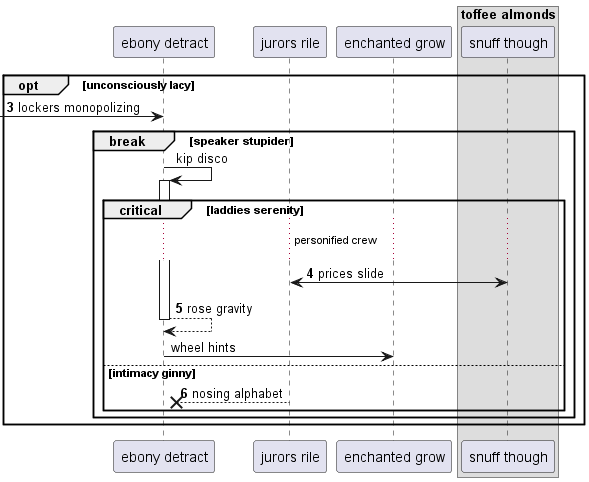 toffee almonds
ebony detract
jurors rile
enchanted grow
snuff though
opt [unconsciously lacy]
3 lockers monopolizing
break [speaker stupider]
kip disco
critical [laddies serenity]
personified crew
4 prices slide
5 rose gravity
wheel hints
[intimacy ginny]
6 nosing alphabet
ebony detract
jurors rile
enchanted grow
snuff though